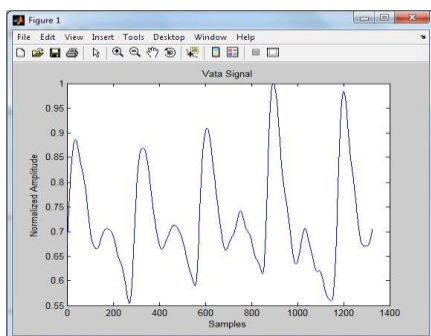 Figure 1
File Edit View Insert Tools Desktop Window Help
Vata Signal
Normalized Amplitude
1
0.95
0.9
0.85
0.8
0.75
0.7
0.65
0.6
0.55
0 200 400 600 800 1000 1200 1400
Samples